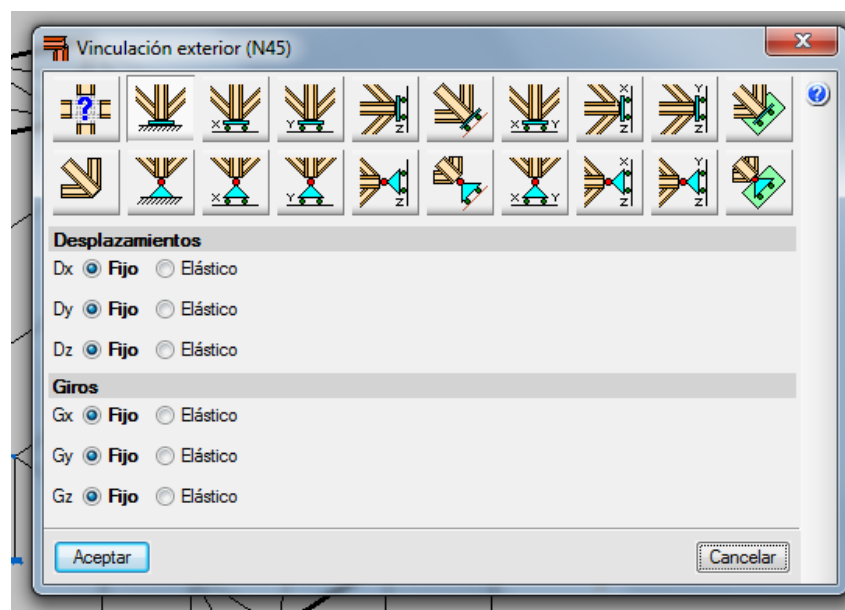 Vinculación exterior (N45)
?
X
Y
Z
X Y
X
Z
Y
Z
X
Y
Z
X Y
X
Z
Y
Z
Desplazamientos
Dx Fijo Elástico
Dy Fijo Elástico
Dz Fijo Elástico
Giros
Gx Fijo Elástico
Gy Fijo Elástico
Gz Fijo Elástico
Aceptar Cancelar